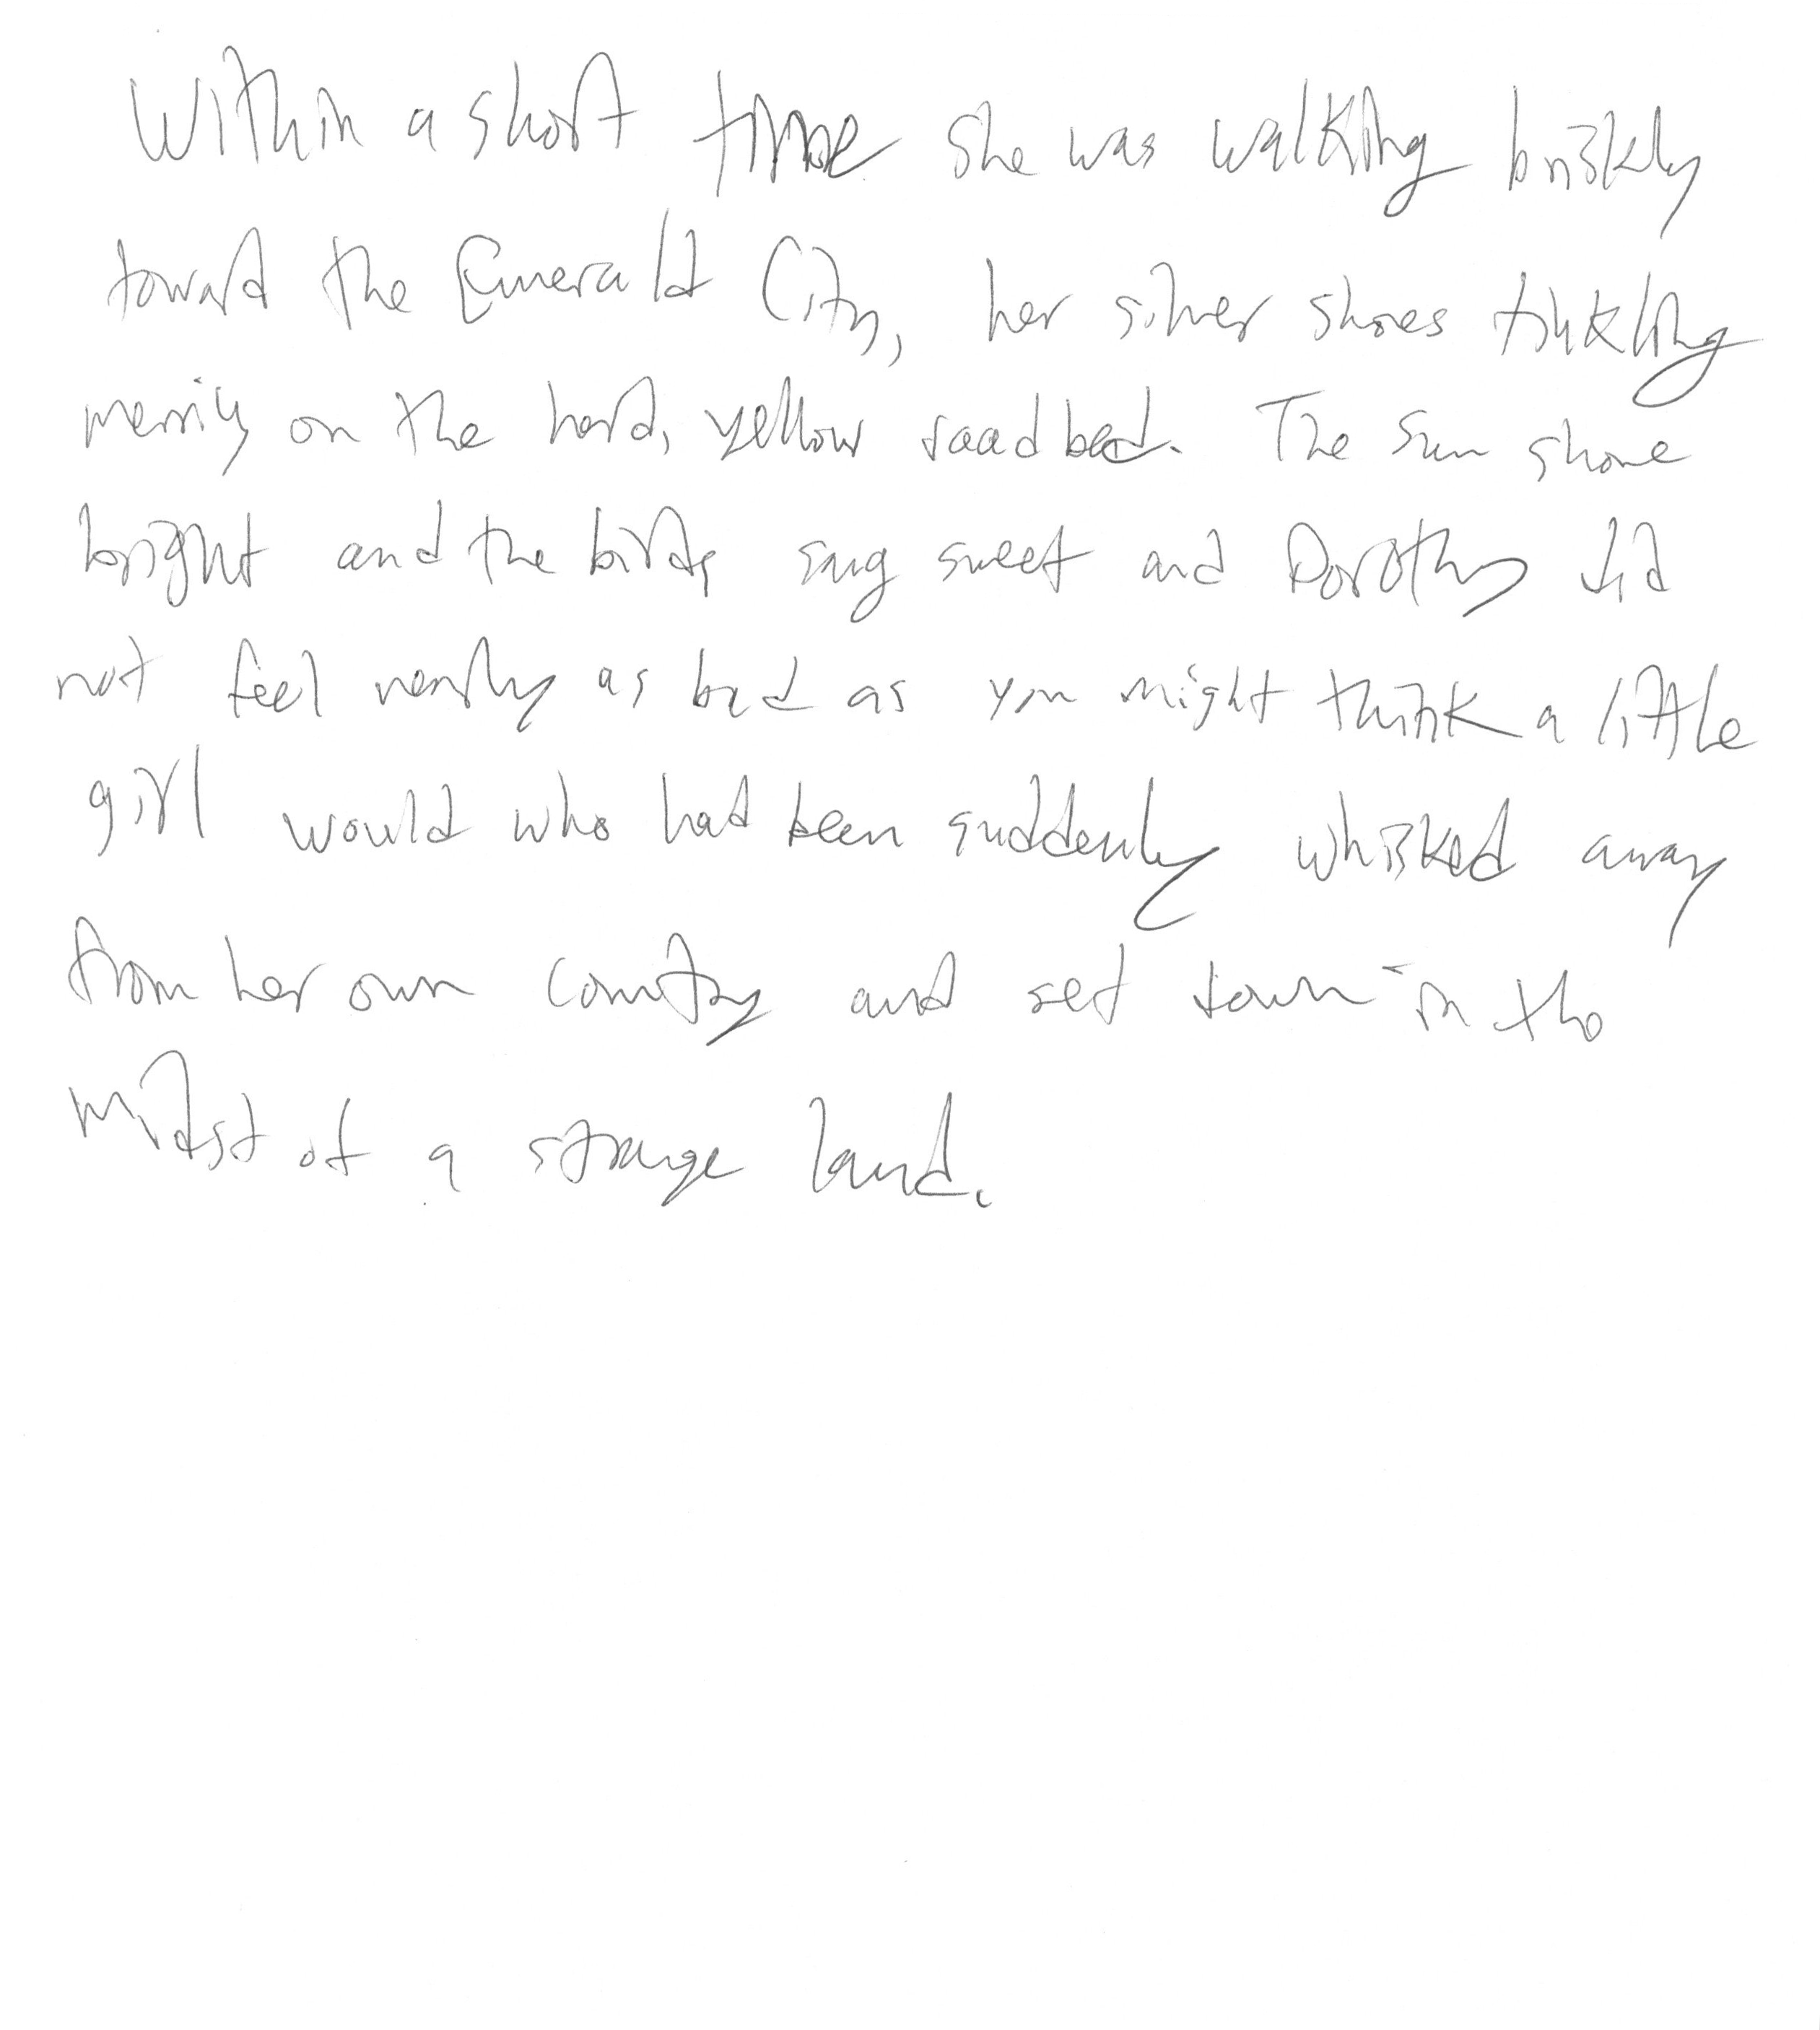 Within a short time she was walking briskly
toward the Emerald City, her silver shoes tinkling
merrily on the hard, yellow roadbed. The sun shone
bright and the birds sang sweet and Dorothy did
not feel nearly as bad as you might think a little
girl would who had been suddenly whisked away
from her own country and set down in the
midst of a strange land.